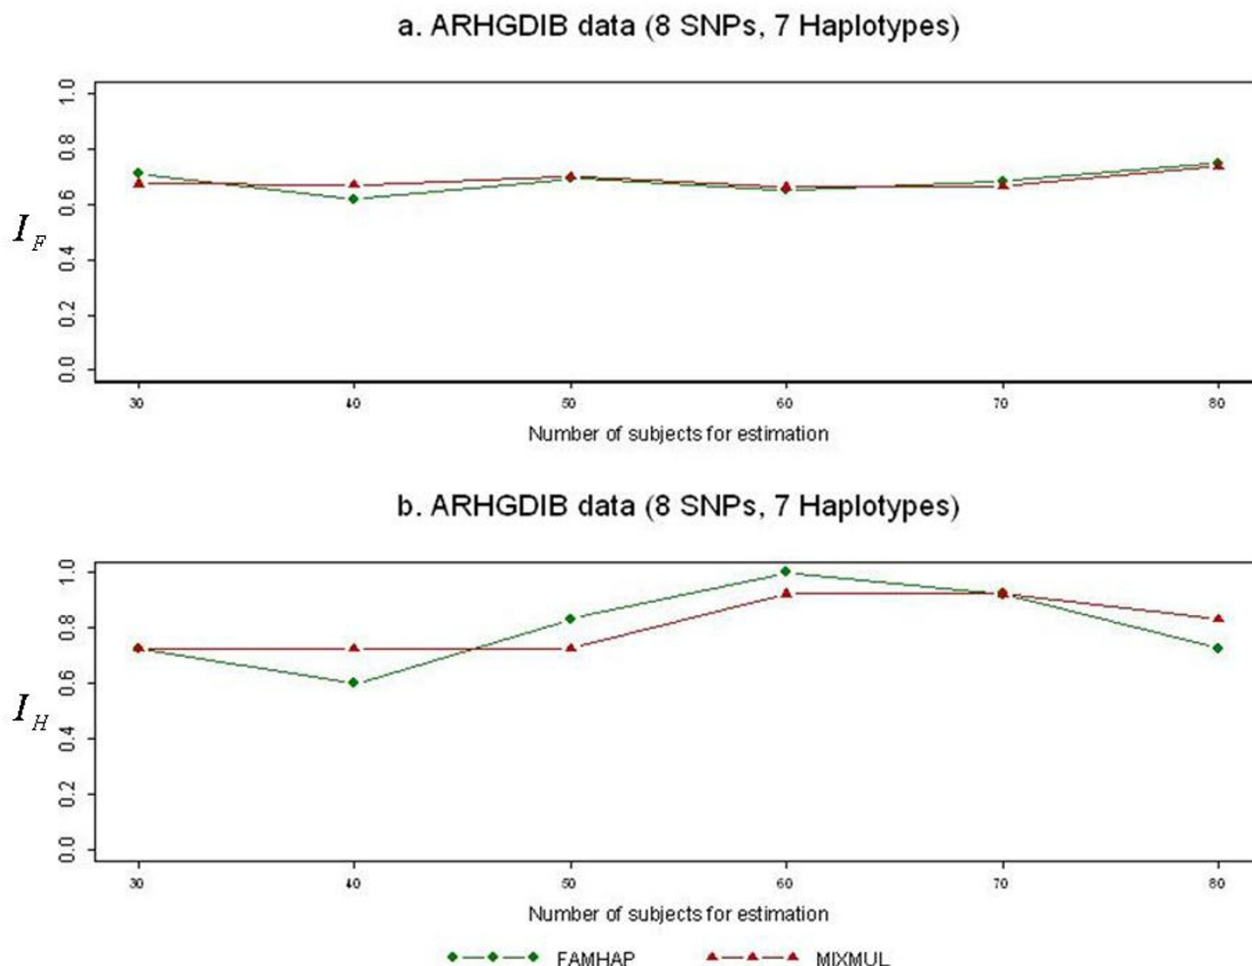 a. ARHGDIB data (8 SNPs, 7 Haplotypes)
1.0
0.8
0.6
I_F
0.4
0.2
0.0
30 40 50 60 70 80
Number of subjects for estimation
b. ARHGDIB data (8 SNPs, 7 Haplotypes)
1.0
0.8
0.6
I_H
0.4
0.2
0.0
30 40 50 60 70 80
Number of subjects for estimation
FAMHAP MIXMUL